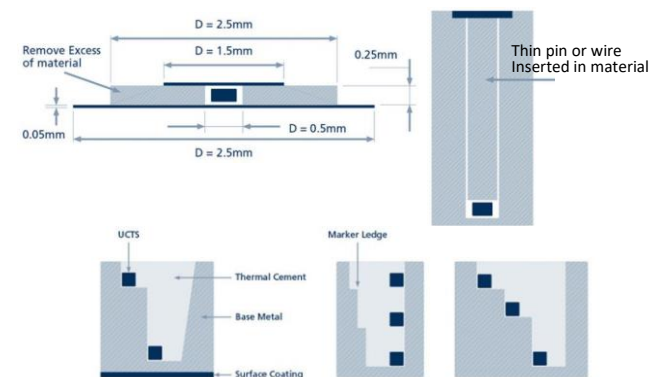 D = 2.5mm
D = 1.5mm
Remove Excess
of material
0.25mm
0.05mm
D = 0.5mm
D = 2.5mm
Thin pin or wire
Inserted in material
UCTS
Marker Ledge
Thermal Cement
Base Metal
Surface Coating